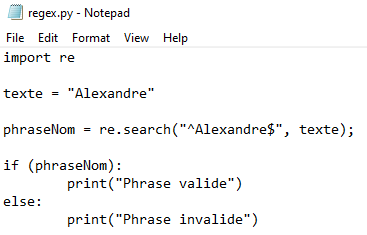 regex.py - Notepad
File Edit Format View Help
import re
texte = "Alexandre"
phraseNom = re.search("^Alexandre$", texte);
if (phraseNom):
print("Phrase valide")
else:
print("Phrase invalide")